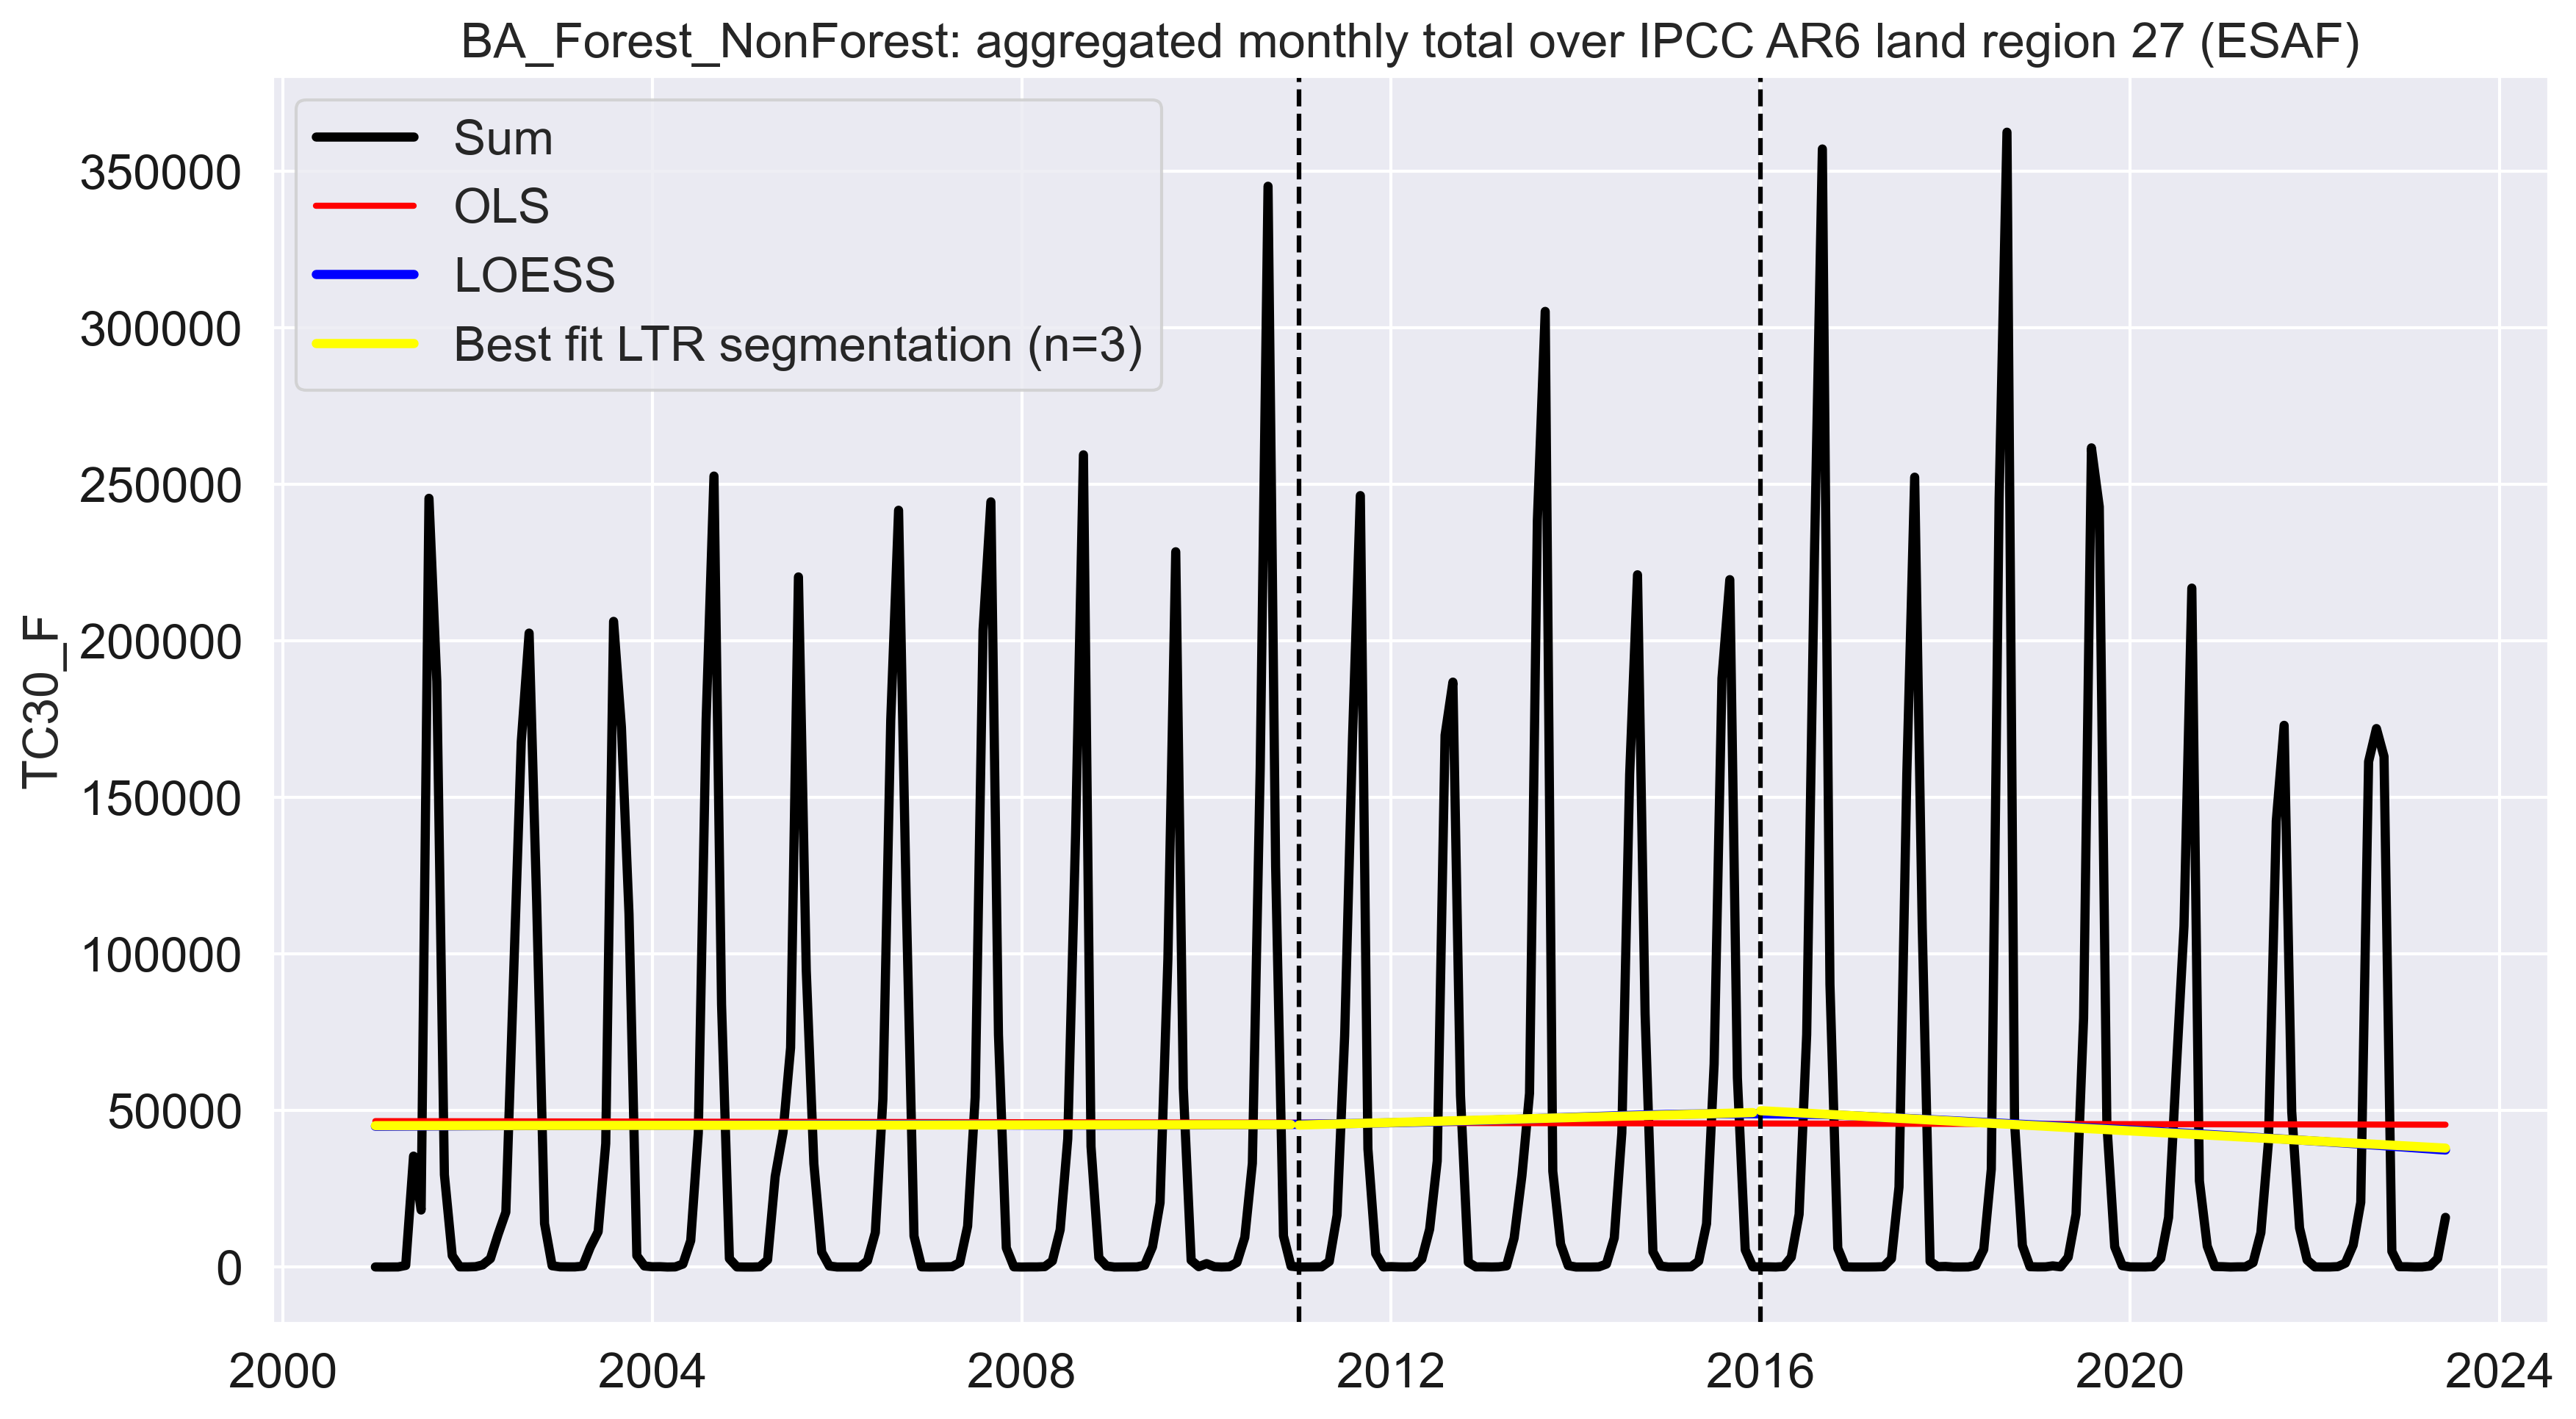 BA_Forest_NonForest: aggregated monthly total over IPCC AR6 land region 27 (ESAF)
Sum
OLS
LOESS
Best fit LTR segmentation (n=3)
TC30_F
350000
300000
250000
200000
150000
100000
50000
0
2000 2004 2008 2012 2016 2020 2024